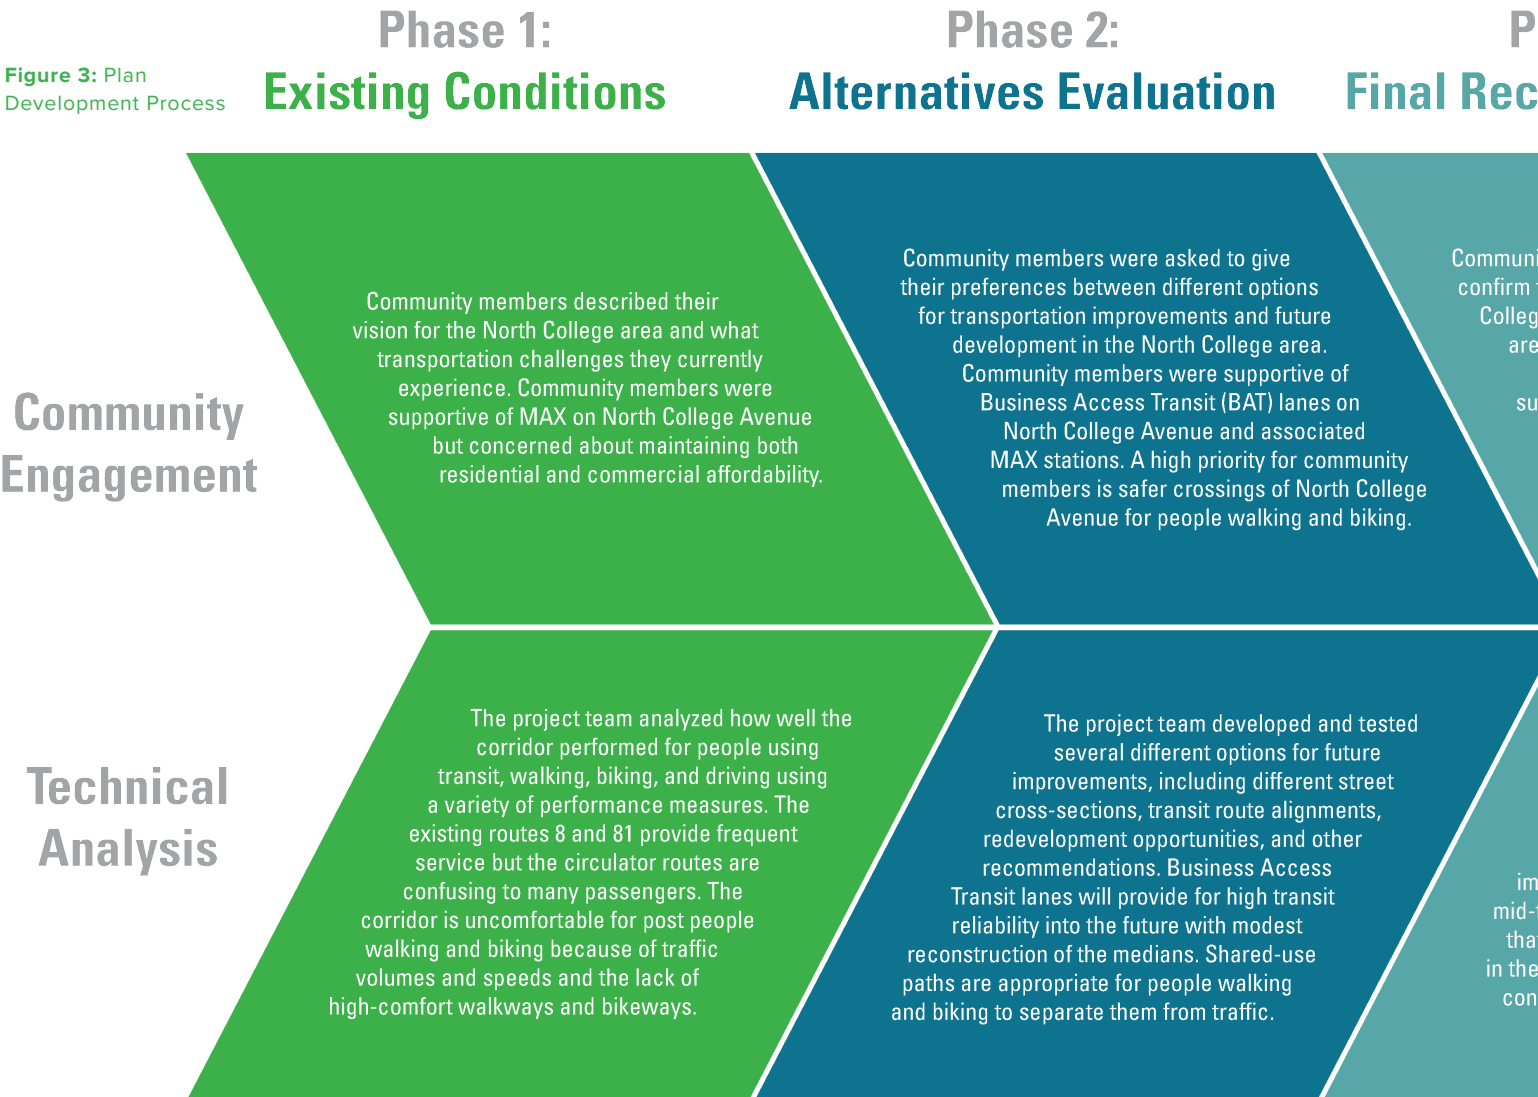 Figure 3: Plan
Development Process
Phase 1:
Existing Conditions
Phase 2:
Alternatives Evaluation
Final
Community
Engagement
Community members described their
vision for the North College area and what
transportation challenges they currently
experience. Community members were
supportive of MAX on North College Avenue
but concerned about maintaining both
residential and commercial affordability.
Community members were asked to give
their preferences between different options
for transportation improvements and future
development in the North College area.
Community members were supportive of
Business Access Transit (BAT) lanes on
North College Avenue and associated
MAX stations. A high priority for community
members is safer crossings of North College
Avenue for people walking and biking.
confirm
are
Technical
Analysis
The project team analyzed how well the
corridor performed for people using
transit, walking, biking, and driving using
a variety of performance measures. The
existing routes 8 and 81 provide frequent
service but the circulator routes are
confusing to many passengers. The
corridor is uncomfortable for post people
walking and biking because of traffic
volumes and speeds and the lack of
high-comfort walkways and bikeways.
The project team developed and tested
several different options for future
improvements, including different street
cross-sections, transit route alignments,
redevelopment opportunities, and other
recommendations. Business Access
Transit lanes will provide for high transit
reliability into the future with modest
reconstruction of the medians. Shared-use
paths are appropriate for people walking
and biking to separate them from traffic.
in the